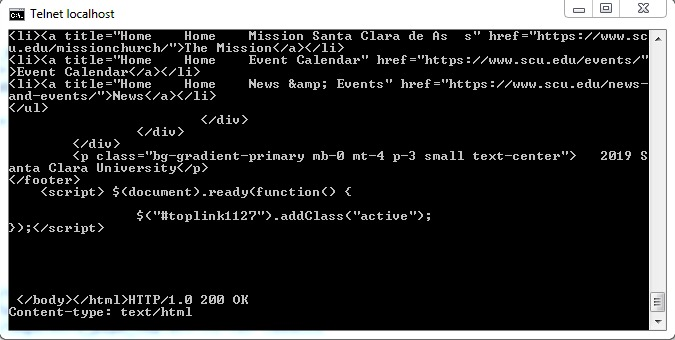 Telnet localhost
<li><a title="Home    Home    Mission Santa Clara de As  s" href="https://www.sc
u.edu/missionchurch/">The Mission</a></li>
<li><a title="Home    Home    Event Calendar" href="https://www.scu.edu/events/"
>Event Calendar</a></li>
<li><a title="Home    Home    News &amp; Events" href="https://www.scu.edu/news-
and-events/">News</a></li>
</ul>
                        </div>
                </div>
        </div>
        <p class="bg-gradient-primary mb-0 mt-4 p-3 small text-center">   2019 S
anta Clara University</p>
</footer>
    <script> $(document).ready(function() {
                $("#toplink1127").addClass("active");
});</script>
 </body></html>HTTP/1.0 200 OK
Content-type: text/html